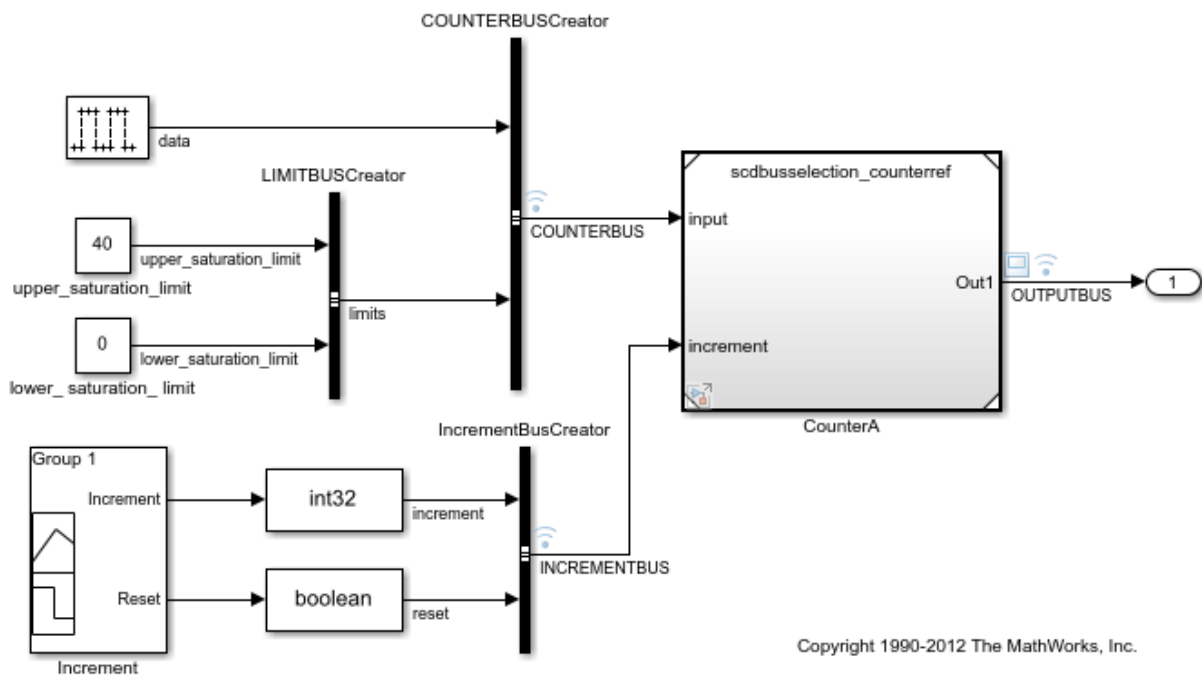 COUNTERBUSCreator
data
LIMITBUSCreator
40
upper_saturation_limit
upper_saturation_limit
limits
0
lower_saturation_limit
lower_ saturation_ limit
COUNTERBUS
scdbusselection_counterref
input
Out1
increment
CounterA
OUTPUTBUS
1
IncrementBusCreator
Group 1
Increment
int32
increment
INCREMENTBUS
Reset
boolean
reset
Increment
Copyright 1990-2012 The MathWorks, Inc.